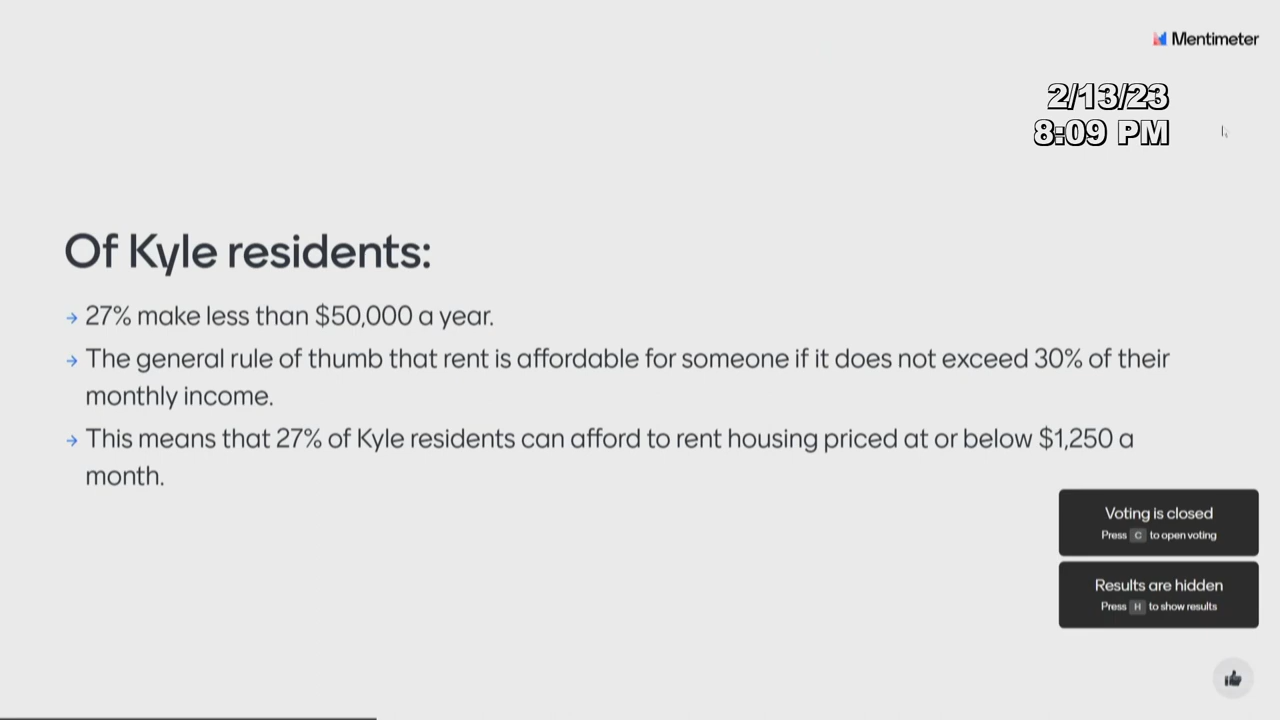 Mentimeter
2/13/23
8:09 PM
Of Kyle residents:
→ 27% make less than $50,000 a year.
→ The general rule of thumb that rent is affordable for someone if it does not exceed 30% of their
monthly income.
→ This means that 27% of Kyle residents can afford to rent housing priced at or below $1,250 a
month.
Voting is closed
Press C to open voting
Results are hidden
Press H to show results